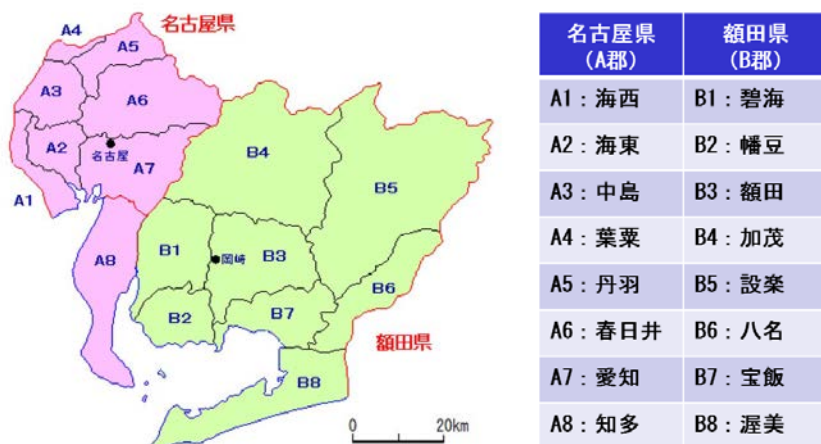 名古屋県
A4
A5
A3
A6
A2
名古屋
A7
A1
A8
B4
B5
B1
岡崎
B3
B6
B2
B7
額田県
B8
0
20km
名古屋県
(A郡)
額田県
(B郡)
A1：海西
B1：碧海
A2：海東
B2：幡豆
A3：中島
B3：額田
A4：葉粟
B4：加茂
A5：丹羽
B5：設楽
A6：春日井
B6：八名
A7：愛知
B7：宝飯
A8：知多
B8：渥美